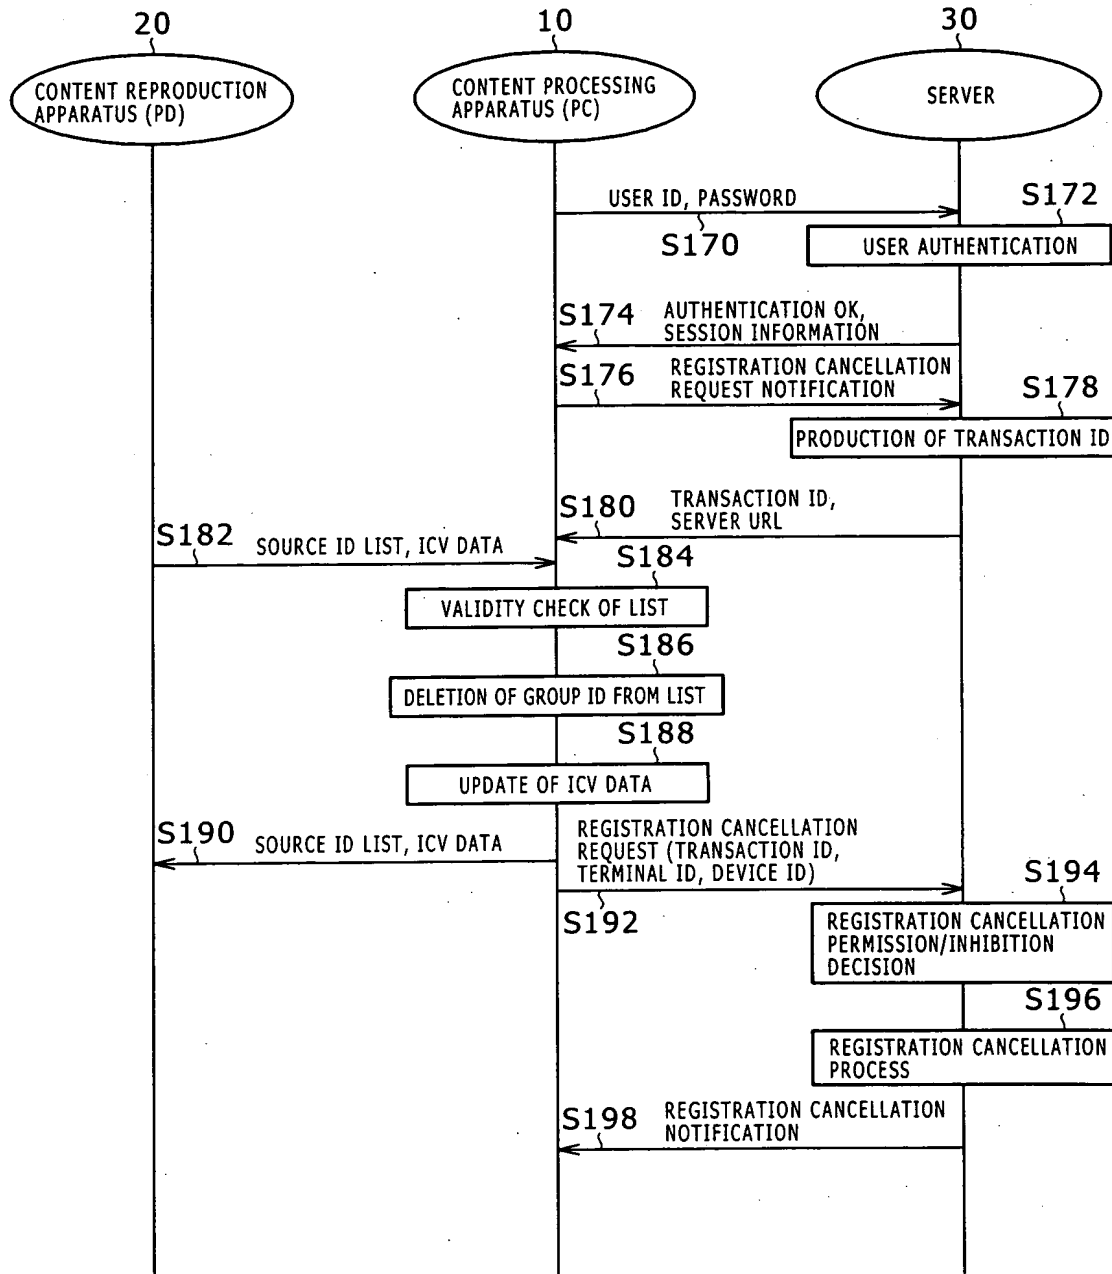 20
10
30
CONTENT REPRODUCTION
APPARATUS (PD)
CONTENT PROCESSING
APPARATUS (PC)
SERVER
USER ID, PASSWORD
S170
S172
USER AUTHENTICATION
S174
AUTHENTICATION OK,
SESSION INFORMATION
S176
REGISTRATION CANCELLATION
REQUEST NOTIFICATION
S178
PRODUCTION OF TRANSACTION ID
S180
TRANSACTION ID,
SERVER URL
S182
SOURCE ID LIST, ICV DATA
S184
VALIDITY CHECK OF LIST
S186
DELETION OF GROUP ID FROM LIST
S188
UPDATE OF ICV DATA
S190
SOURCE ID LIST, ICV DATA
REGISTRATION CANCELLATION
REQUEST (TRANSACTION ID,
TERMINAL ID, DEVICE ID)
S192
S194
REGISTRATION CANCELLATION
PERMISSION/INHIBITION
DECISION
S196
REGISTRATION CANCELLATION
PROCESS
S198
REGISTRATION CANCELLATION
NOTIFICATION